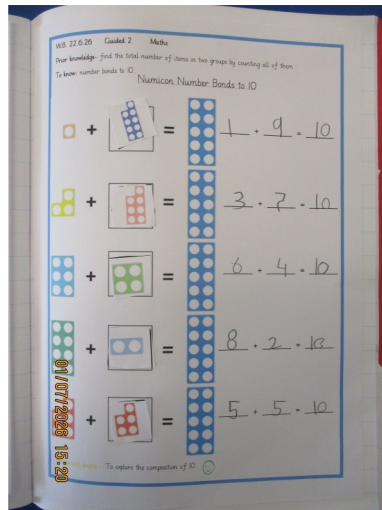 W.B. 22.6.26 Guided 2 Maths
Prior knowledge- find the total number of items in two groups by counting all of them.
To know: number bonds to 10.
Numicon Number Bonds to 10
+ = 1 + 9 = 10
+ = 3 + 7 = 10
+ = 6 + 4 = 10
+ = 8 + 2 = 10
+ = 5 + 5 = 10
To explore the composition of 10.
01/07/2026 15:20